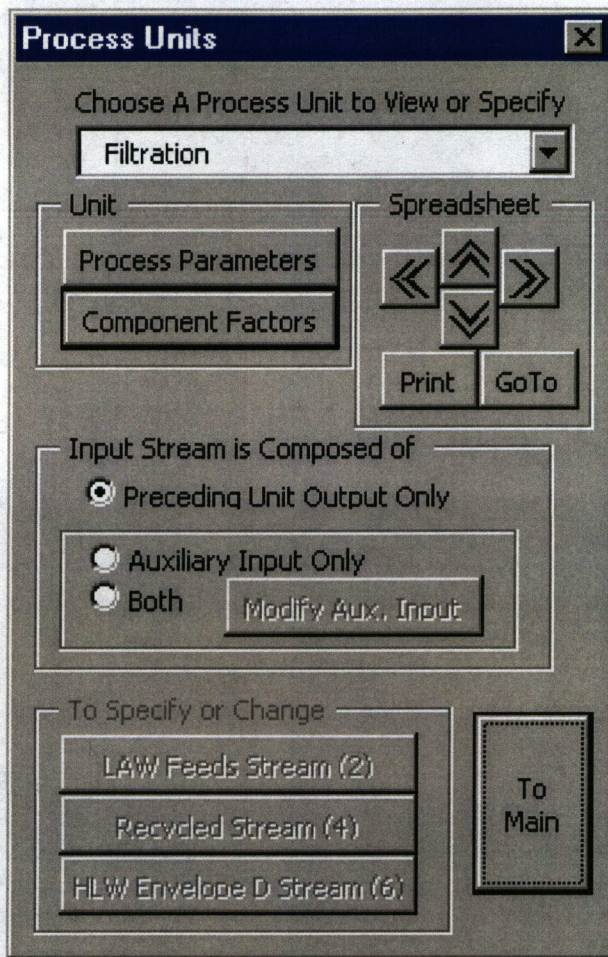 Process Units
Choose A Process Unit to View or Specify
Filtration
Unit
Process Parameters
Component Factors
Spreadsheet
Print GoTo
Input Stream is Composed of
Preceding Unit Output Only
Auxiliary Input Only
Both
Modify Aux. Input
To Specify or Change
LAW Feeds Stream (2)
Recycled Stream (4)
HLW Envelope D Stream (6)
To
Main